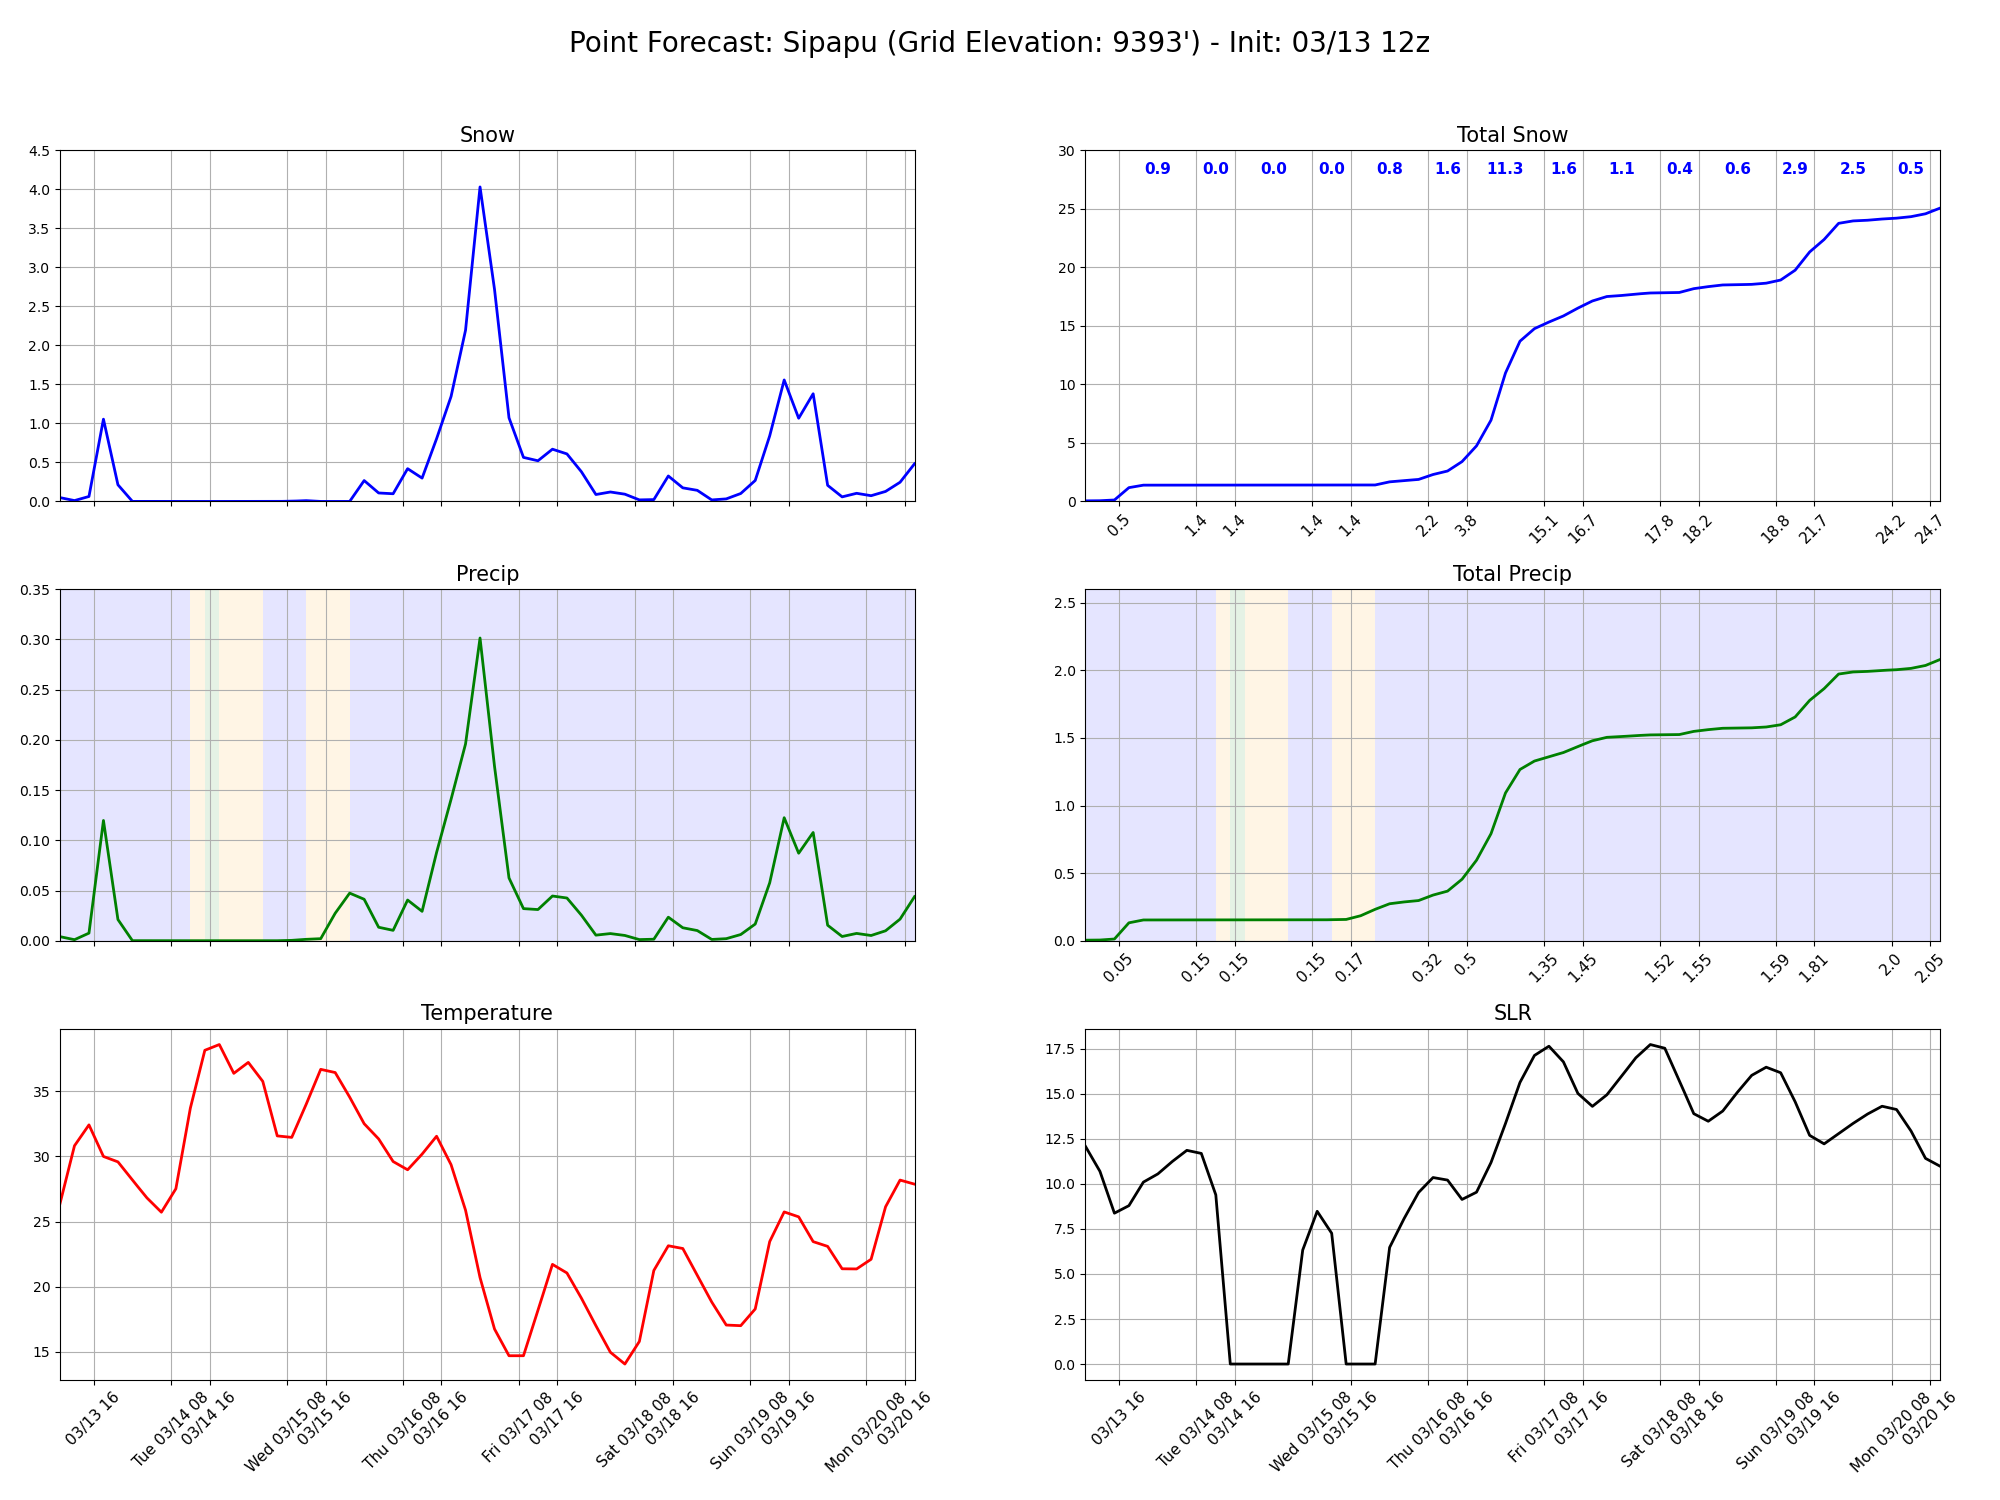 Point Forecast: Sipapu (Grid Elevation: 9393') - Init: 03/13 12z
Snow
4.5
4.0
3.5
3.0
2.5
2.0
1.5
1.0
0.5
0.0
Total Snow
0.9 0.0 0.0 0.0 0.8 1.6 11.3 1.6 1.1 0.4 0.6 2.9 2.5 0.5
30
25
20
15
10
5
0
0.5 1.4 1.4 1.4 1.4 2.2 3.8 15.1 16.7 17.8 18.2 18.8 21.7 24.2 24.7
Precip
0.35
0.30
0.25
0.20
0.15
0.10
0.05
0.00
Total Precip
2.5
2.0
1.5
1.0
0.5
0.0
0.05 0.15 0.15 0.15 0.17 0.32 0.5 1.35 1.45 1.52 1.55 1.59 1.81 2.0 2.05
Temperature
35
30
25
20
15
03/13 16
Tue 03/14 08
03/14 16
Wed 03/15 08
03/15 16
Thu 03/16 08
03/16 16
Fri 03/17 08
03/17 16
Sat 03/18 08
03/18 16
Sun 03/19 08
03/19 16
Mon 03/20 08
03/20 16
SLR
17.5
15.0
12.5
10.0
7.5
5.0
2.5
0.0
03/13 16
Tue 03/14 08
03/14 16
Wed 03/15 08
03/15 16
Thu 03/16 08
03/16 16
Fri 03/17 08
03/17 16
Sat 03/18 08
03/18 16
Sun 03/19 08
03/19 16
Mon 03/20 08
03/20 16